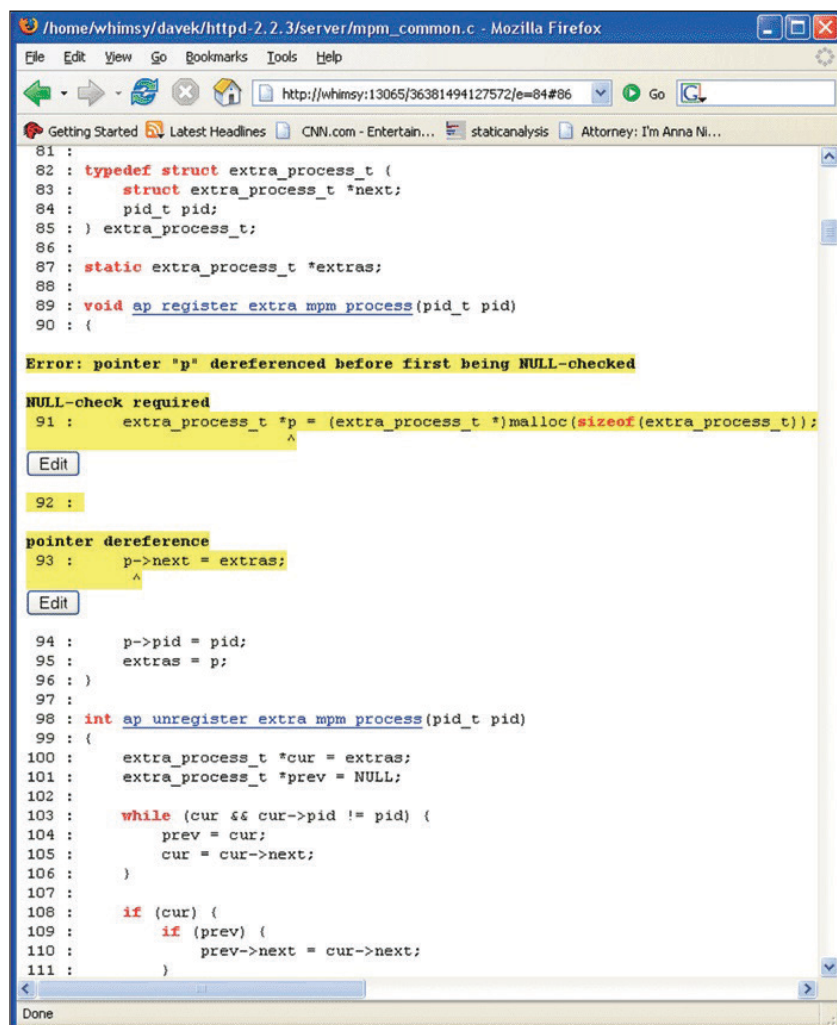 /home/whimsy/davek/httpd-2.2.3/server/mpm_common.c - Mozilla Firefox
File Edit View Go Bookmarks Tools Help
http://whimsy:13065/36381494127572/e=84#86 Go G
Getting Started Latest Headlines CNN.com - Entertain... staticanalysis Attorney: I'm Anna Ni...
81 :
82 : typedef struct extra_process_t {
83 : struct extra_process_t *next;
84 : pid_t pid;
85 : } extra_process_t;
86 :
87 : static extra_process_t *extras;
88 :
89 : void ap_register_extra_mpm_process(pid_t pid)
90 : {
Error: pointer "p" dereferenced before first being NULL-checked
NULL-check required
91 : extra_process_t *p = (extra_process_t *)malloc(sizeof(extra_process_t));
^
Edit
92 :
pointer dereference
93 : p->next = extras;
^
Edit
94 : p->pid = pid;
95 : extras = p;
96 : }
97 :
98 : int ap_unregister_extra_mpm_process(pid_t pid)
99 : {
100 : extra_process_t *cur = extras;
101 : extra_process_t *prev = NULL;
102 :
103 : while (cur && cur->pid != pid) {
104 : prev = cur;
105 : cur = cur->next;
106 : }
107 :
108 : if (cur) {
109 : if (prev) {
110 : prev->next = cur->next;
111 : }
Done